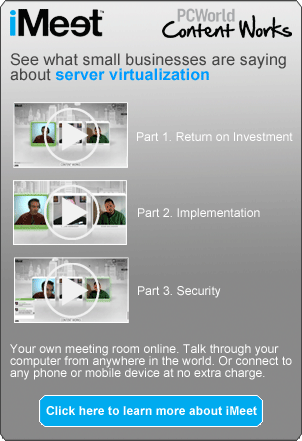 iMeet™
PCWorld
Content Works
See what small businesses are saying
about server virtualization
Part 1. Return on Investment
Part 2. Implementation
Part 3. Security
Your own meeting room online. Talk through your
computer from anywhere in the world. Or connect to
any phone or mobile device at no extra charge.
Click here to learn more about iMeet